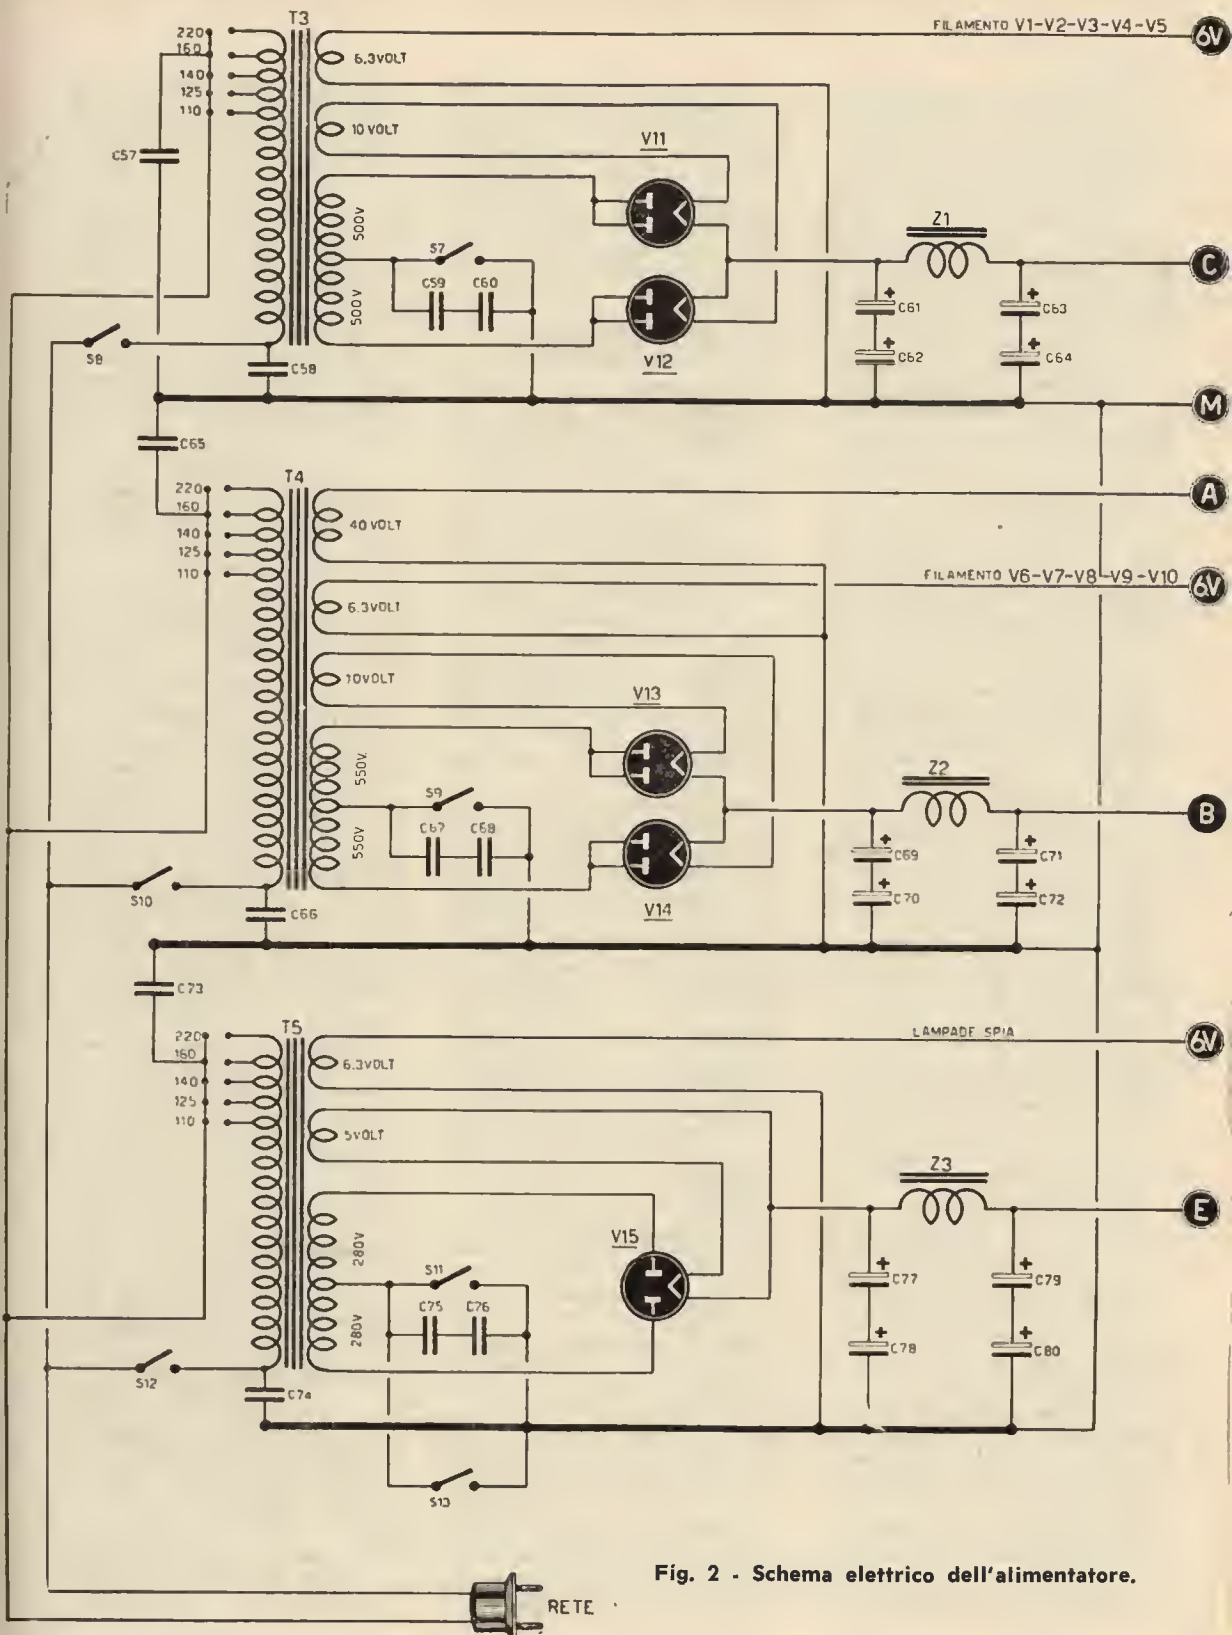 T3
220
160
140
125
110
6.3VOLT
FILAMENTO V1-V2-V3-V4-V5
6V
10 VOLT
V11
C57
500V
S7
C59
C60
500V
Z1
C
C61
C63
S8
C58
V12
C62
C64
M
C65
T4
220
160
140
125
110
40 VOLT
A
6.3VOLT
FILAMENTO V6-V7-V8-V9-V10
6V
10VOLT
V13
550V.
S9
C67
C68
550V
Z2
B
C69
C71
S10
C66
V14
C70
C72
C73
T5
220
160
140
125
110
6.3VOLT
LAMPADE SPIA
6V
5VOLT
Z3
E
280V
V15
S11
C75
C76
280V
C77
C79
C78
C80
S12
C74
S13
Fig. 2 - Schema elettrico dell'alimentatore.
RETE